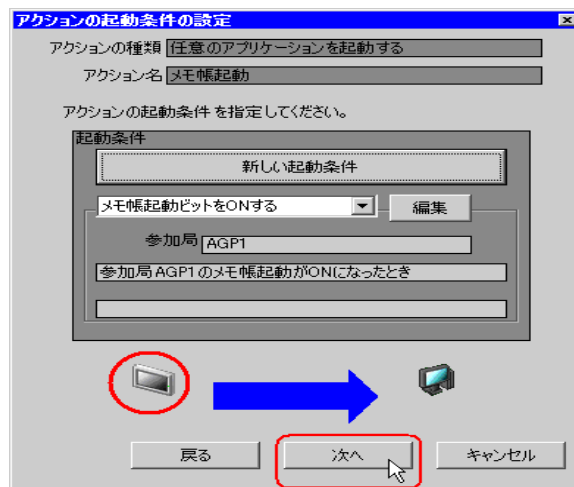 アクションの起動条件の設定
アクションの種類 任意のアプリケーションを起動する
アクション名 メモ帳起動
アクションの起動条件を指定してください。
起動条件
新しい起動条件
メモ帳起動ビットをONする 編集
参加局 AGP1
参加局AGP1のメモ帳起動がONになったとき
戻る 次へ キャンセル